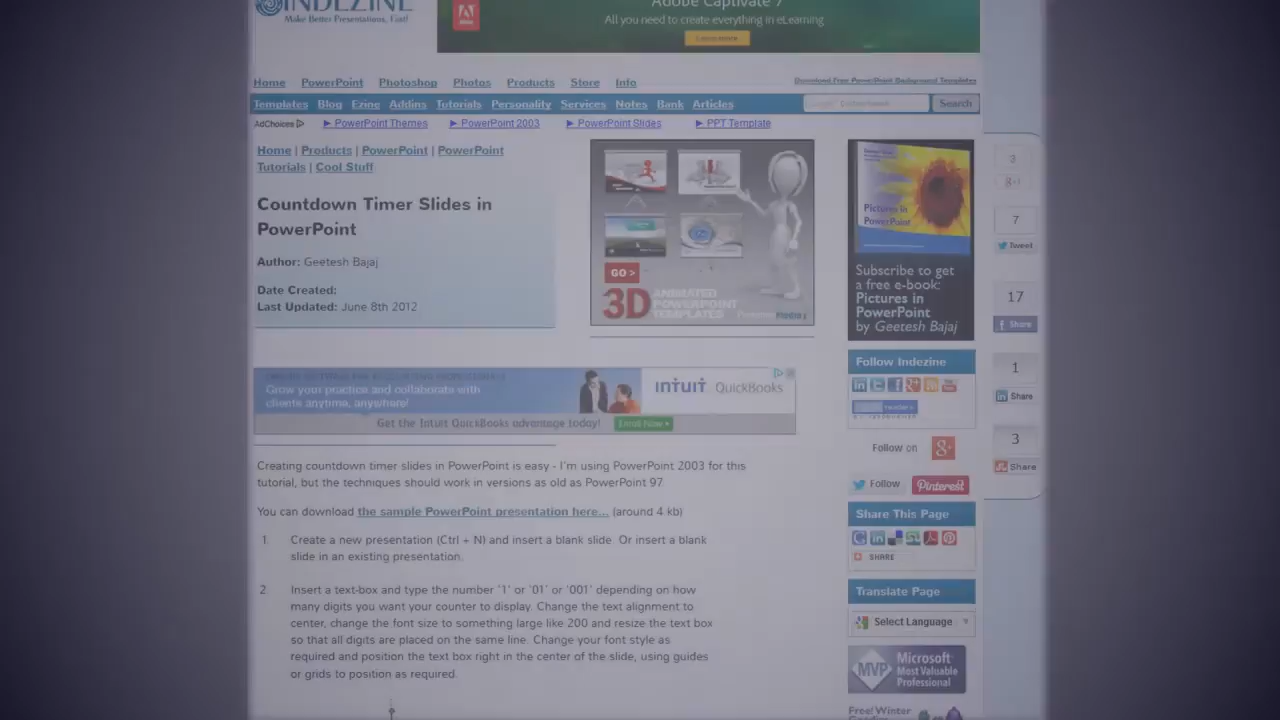 INDEZINE
Make Better Presentations, Fast!
Adobe Captivate 7
All you need to create everything in eLearning
Home PowerPoint Photoshop Photos Products Store Info
Download Free PowerPoint Background Templates
Templates Blog Ezine Addins Tutorials Personality Services Notes Bank Articles
Search
AdChoices
► PowerPoint Themes ► PowerPoint 2003 ► PowerPoint Slides ► PPT Template
Home | Products | PowerPoint | PowerPoint
Tutorials | Cool Stuff
Countdown Timer Slides in
PowerPoint
Author: Geetesh Bajaj
Date Created:
Last Updated: June 8th 2012
GO >
3D ANIMATED
POWERPOINT
TEMPLATES
Pictures in
PowerPoint
Subscribe to get
a free e-book:
Pictures in
PowerPoint
by Geetesh Bajaj
3
7
Tweet
17
Share
1
Share
3
Share
Grow your practice and collaborate with
clients anytime, anywhere!
INTUIT QuickBooks
Get the Intuit QuickBooks advantage today!
Enroll Now
Follow Indezine
Follow on
Follow
Pinterest
Share This Page
SHARE
Translate Page
Select Language
MVP
Microsoft
Most Valuable
Professional
Free! Winter
Creating countdown timer slides in PowerPoint is easy - I'm using PowerPoint 2003 for this
tutorial, but the techniques should work in versions as old as PowerPoint 97.
You can download the sample PowerPoint presentation here... (around 4 kb)
1. Create a new presentation (Ctrl + N) and insert a blank slide. Or insert a blank
slide in an existing presentation.
2. Insert a text-box and type the number '1' or '01' or '001' depending on how
many digits you want your counter to display. Change the text alignment to
center, change the font size to something large like 200 and resize the text box
so that all digits are placed on the same line. Change your font style as
required and position the text box right in the center of the slide, using guides
or grids to position as required.